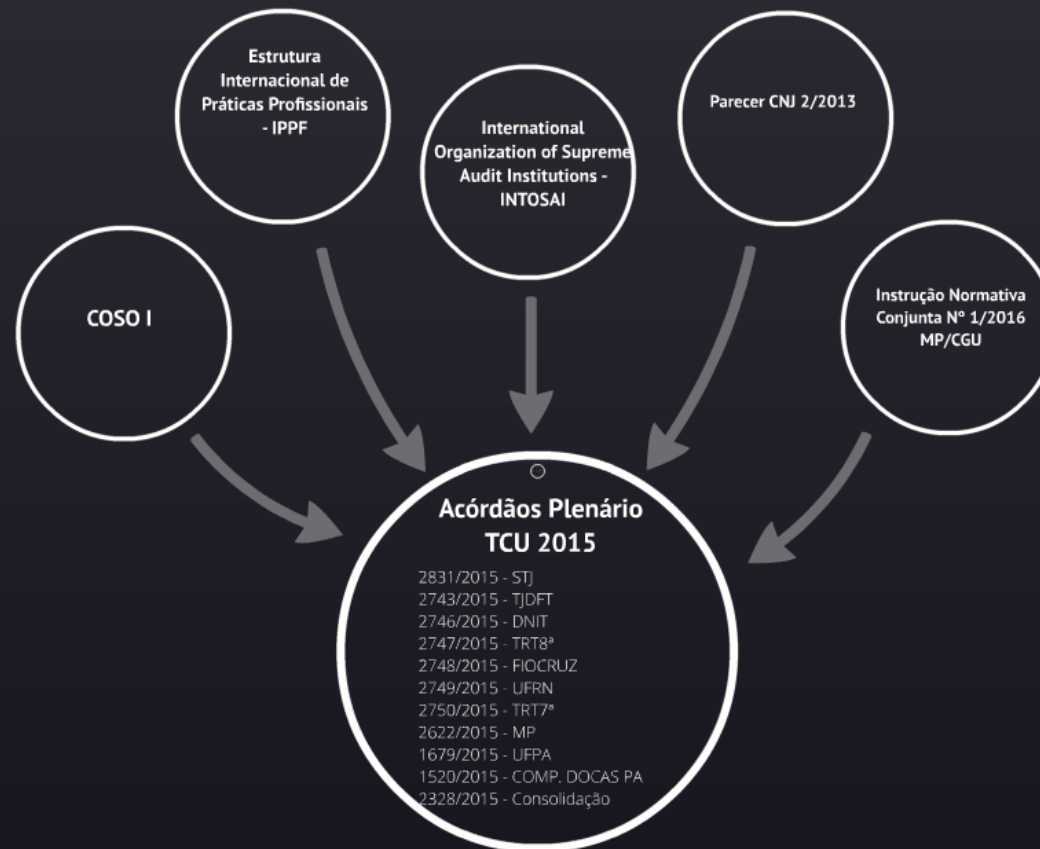 Estrutura
Internacional de
Práticas Profissionais
- IPPF
International
Organization of Supreme
Audit Institutions -
INTOSAI
Parecer CNJ 2/2013
COSO I
Instrução Normativa
Conjunta Nº 1/2016
MP/CGU
Acórdãos Plenário
TCU 2015
2831/2015 - STJ
2743/2015 - TJDFT
2746/2015 - DNIT
2747/2015 - TRT8ª
2748/2015 - FIOCRUZ
2749/2015 - UFRN
2750/2015 - TRT7ª
2622/2015 - MP
1679/2015 - UFPA
1520/2015 - COMP. DOCAS PA
2328/2015 - Consolidação